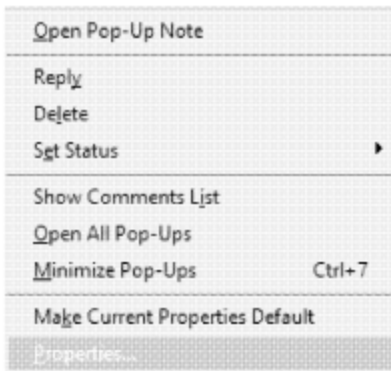 Open Pop-Up Note
Reply
Delete
Set Status
Show Comments List
Open All Pop-Ups
Minimize Pop-Ups Ctrl+7
Make Current Properties Default
Properties...